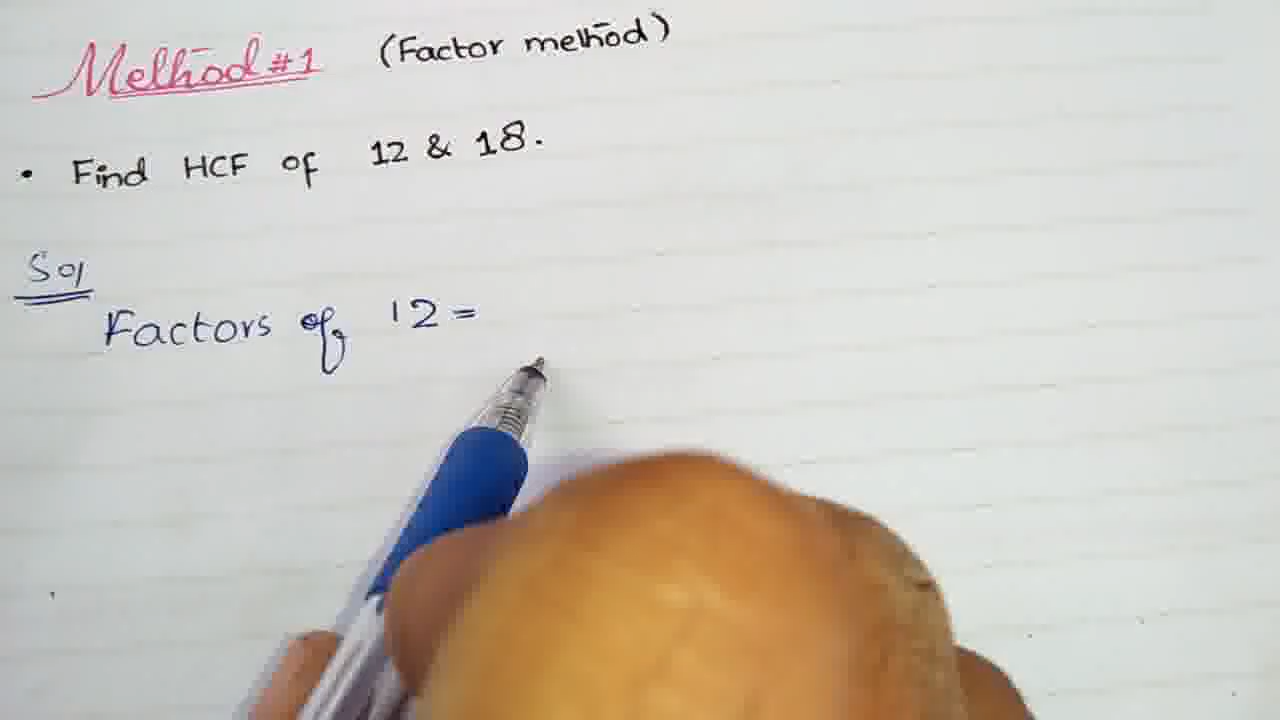 Method #1 (Factor method)
• Find HCF of 12 & 18.
Sol
Factors of 12 =